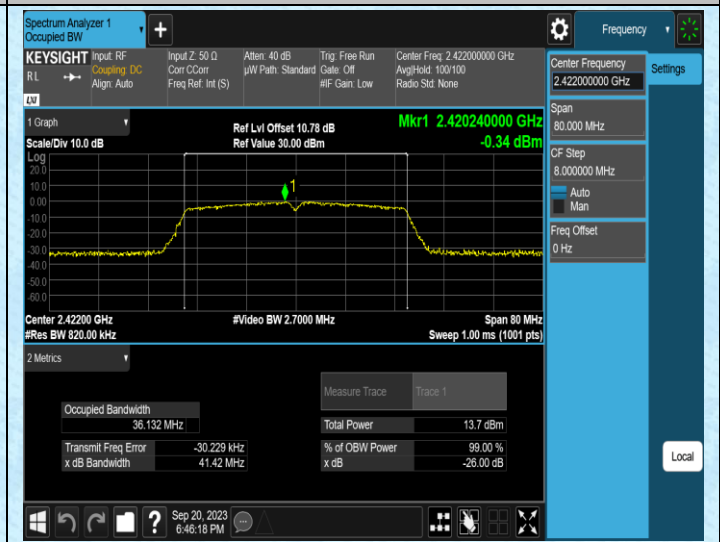 Spectrum Analyzer 1
Occupied BW
Frequency
KEYSIGHT
Input: RF
Coupling: DC
Align: Auto
Input Z: 50 Ω
Corr CCorr
Freq Ref: Int (S)
Atten: 40 dB
µW Path: Standard
Trig: Free Run
Gate: Off
#IF Gain: Low
Center Freq: 2.422000000 GHz
Avg|Hold: 100/100
Radio Std: None
RL
LXI
Center Frequency
2.422000000 GHz
Settings
Span
80.000 MHz
CF Step
8.000000 MHz
Auto
Man
Freq Offset
0 Hz
1 Graph
Scale/Div 10.0 dB
Ref Lvl Offset 10.78 dB
Ref Value 30.00 dBm
Mkr1 2.420240000 GHz
-0.34 dBm
Log
20.0
10.0
0.00
-10.0
-20.0
-30.0
-40.0
-50.0
-60.0
1
Center 2.42200 GHz
#Res BW 820.00 kHz
#Video BW 2.7000 MHz
Span 80 MHz
Sweep 1.00 ms (1001 pts)
2 Metrics
Measure Trace
Trace 1
Occupied Bandwidth
36.132 MHz
Total Power
13.7 dBm
Transmit Freq Error
-30.229 kHz
% of OBW Power
99.00 %
x dB Bandwidth
41.42 MHz
x dB
-26.00 dB
Local
Sep 20, 2023
6:46:18 PM